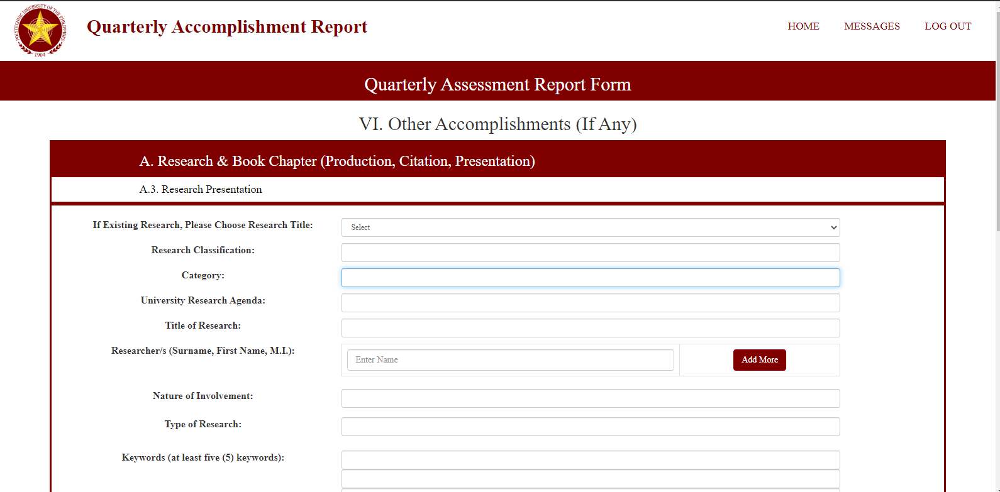 POLYTECHNIC UNIVERSITY OF THE PHILIPPINES
1904
Quarterly Accomplishment Report
HOME MESSAGES LOG OUT
Quarterly Assessment Report Form
VI. Other Accomplishments (If Any)
A. Research & Book Chapter (Production, Citation, Presentation)
A.3. Research Presentation
If Existing Research, Please Choose Research Title: Select
Research Classification:
Category:
University Research Agenda:
Title of Research:
Researcher/s (Surname, First Name, M.I.): Enter Name Add More
Nature of Involvement:
Type of Research:
Keywords (at least five (5) keywords):